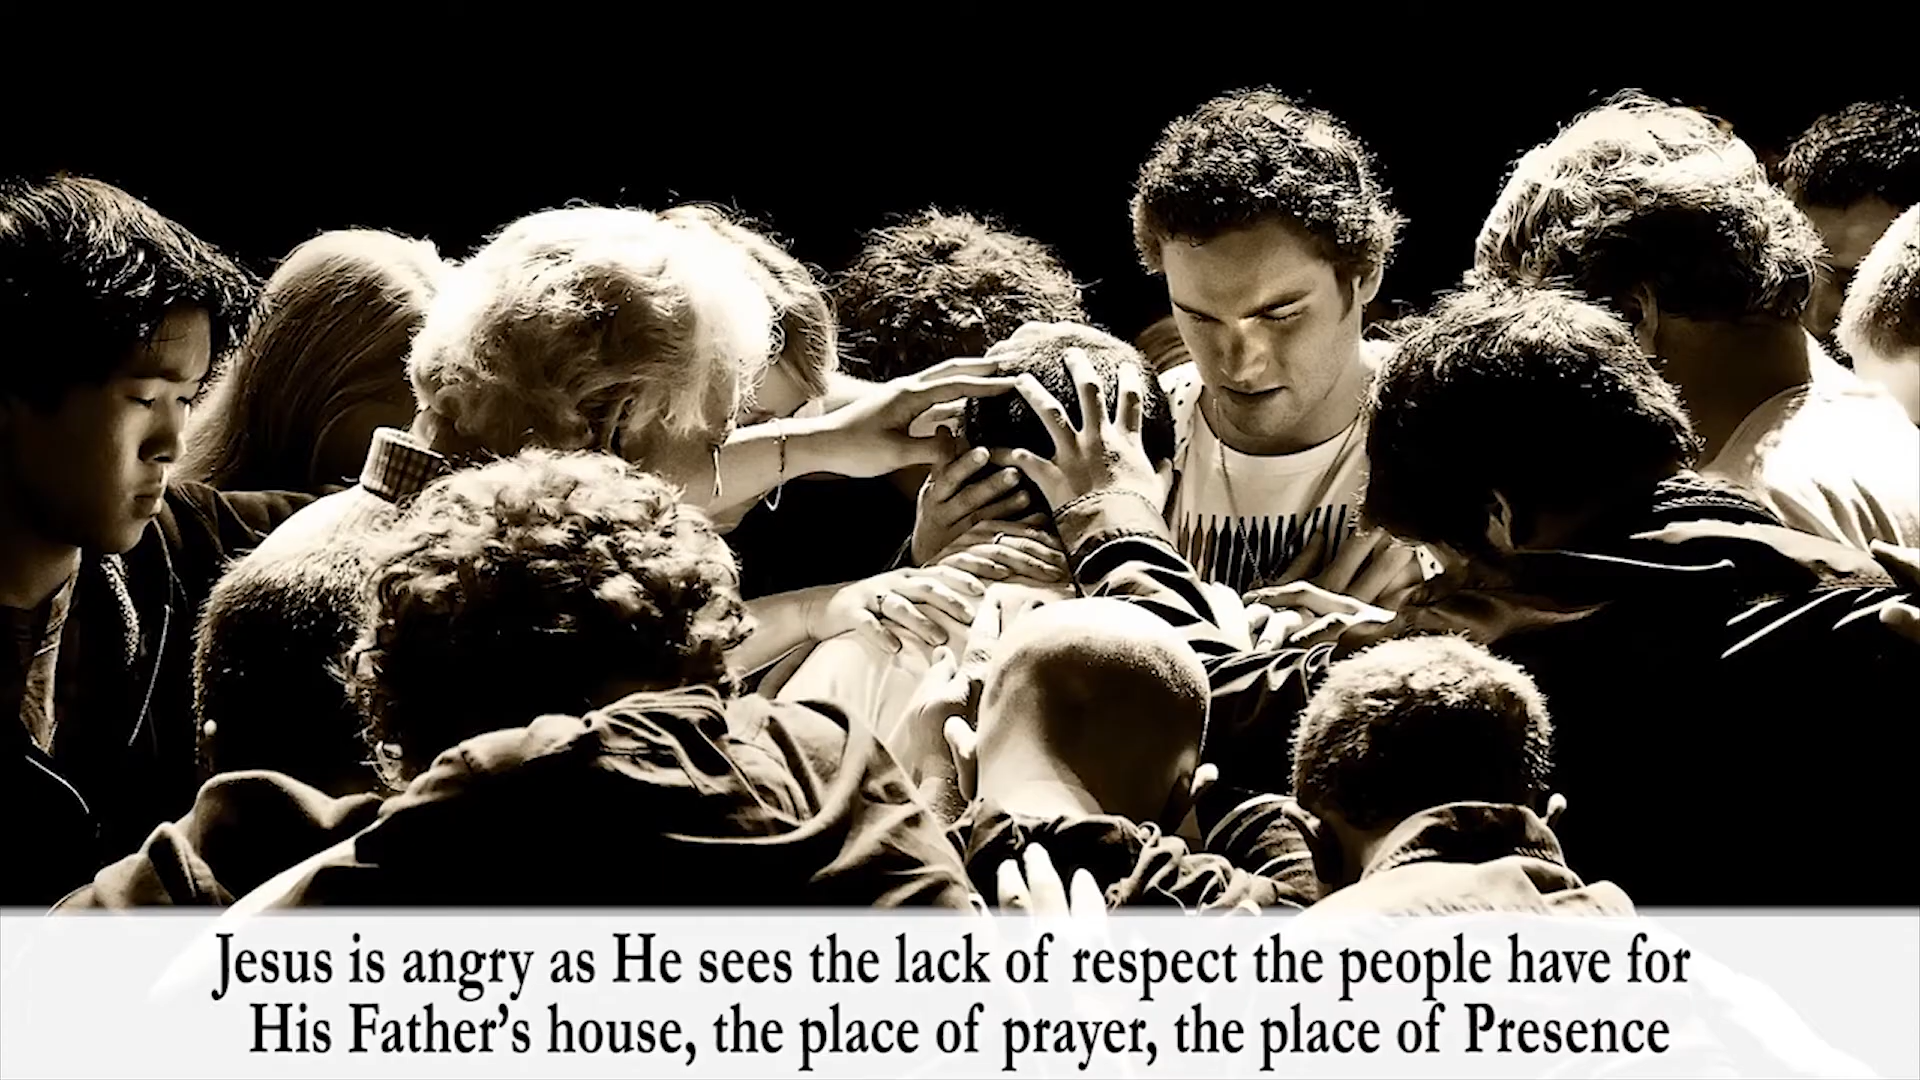 Jesus is angry as He sees the lack of respect the people have for
His Father's house, the place of prayer, the place of Presence